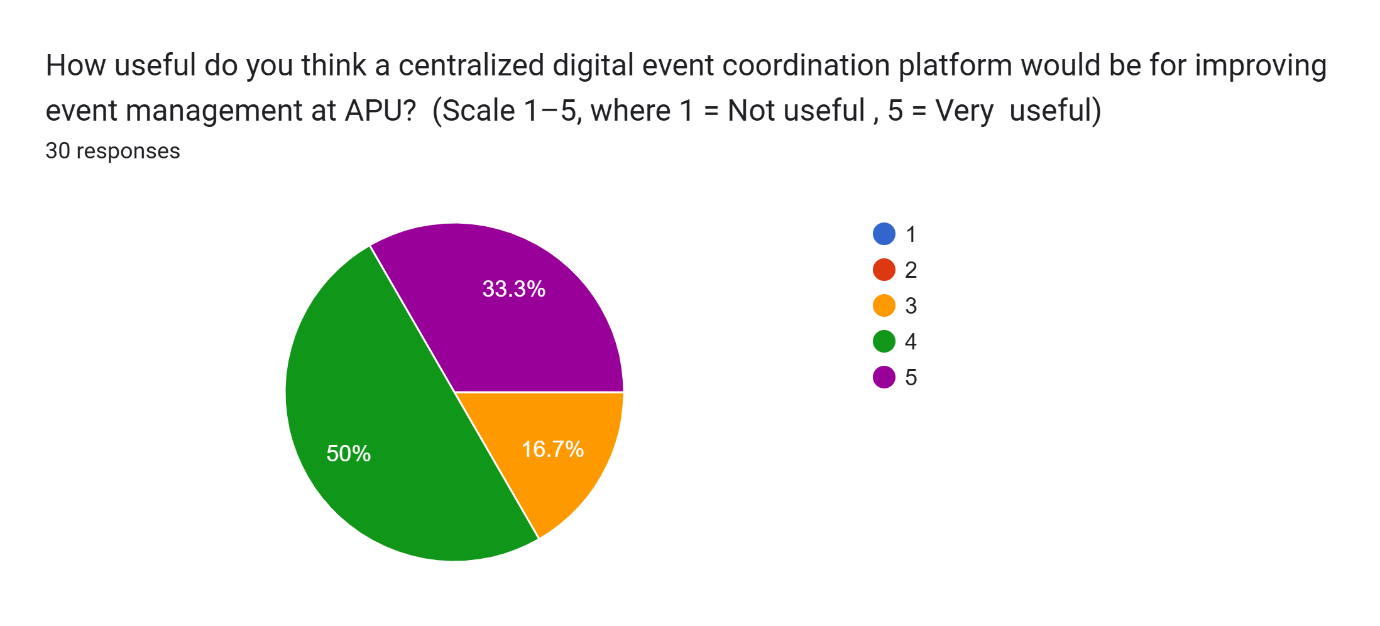 How useful do you think a centralized digital event coordination platform would be for improving
event management at APU?  (Scale 1–5, where 1 = Not useful , 5 = Very  useful)
30 responses
1
2
3
4
5
33.3%
50%
16.7%